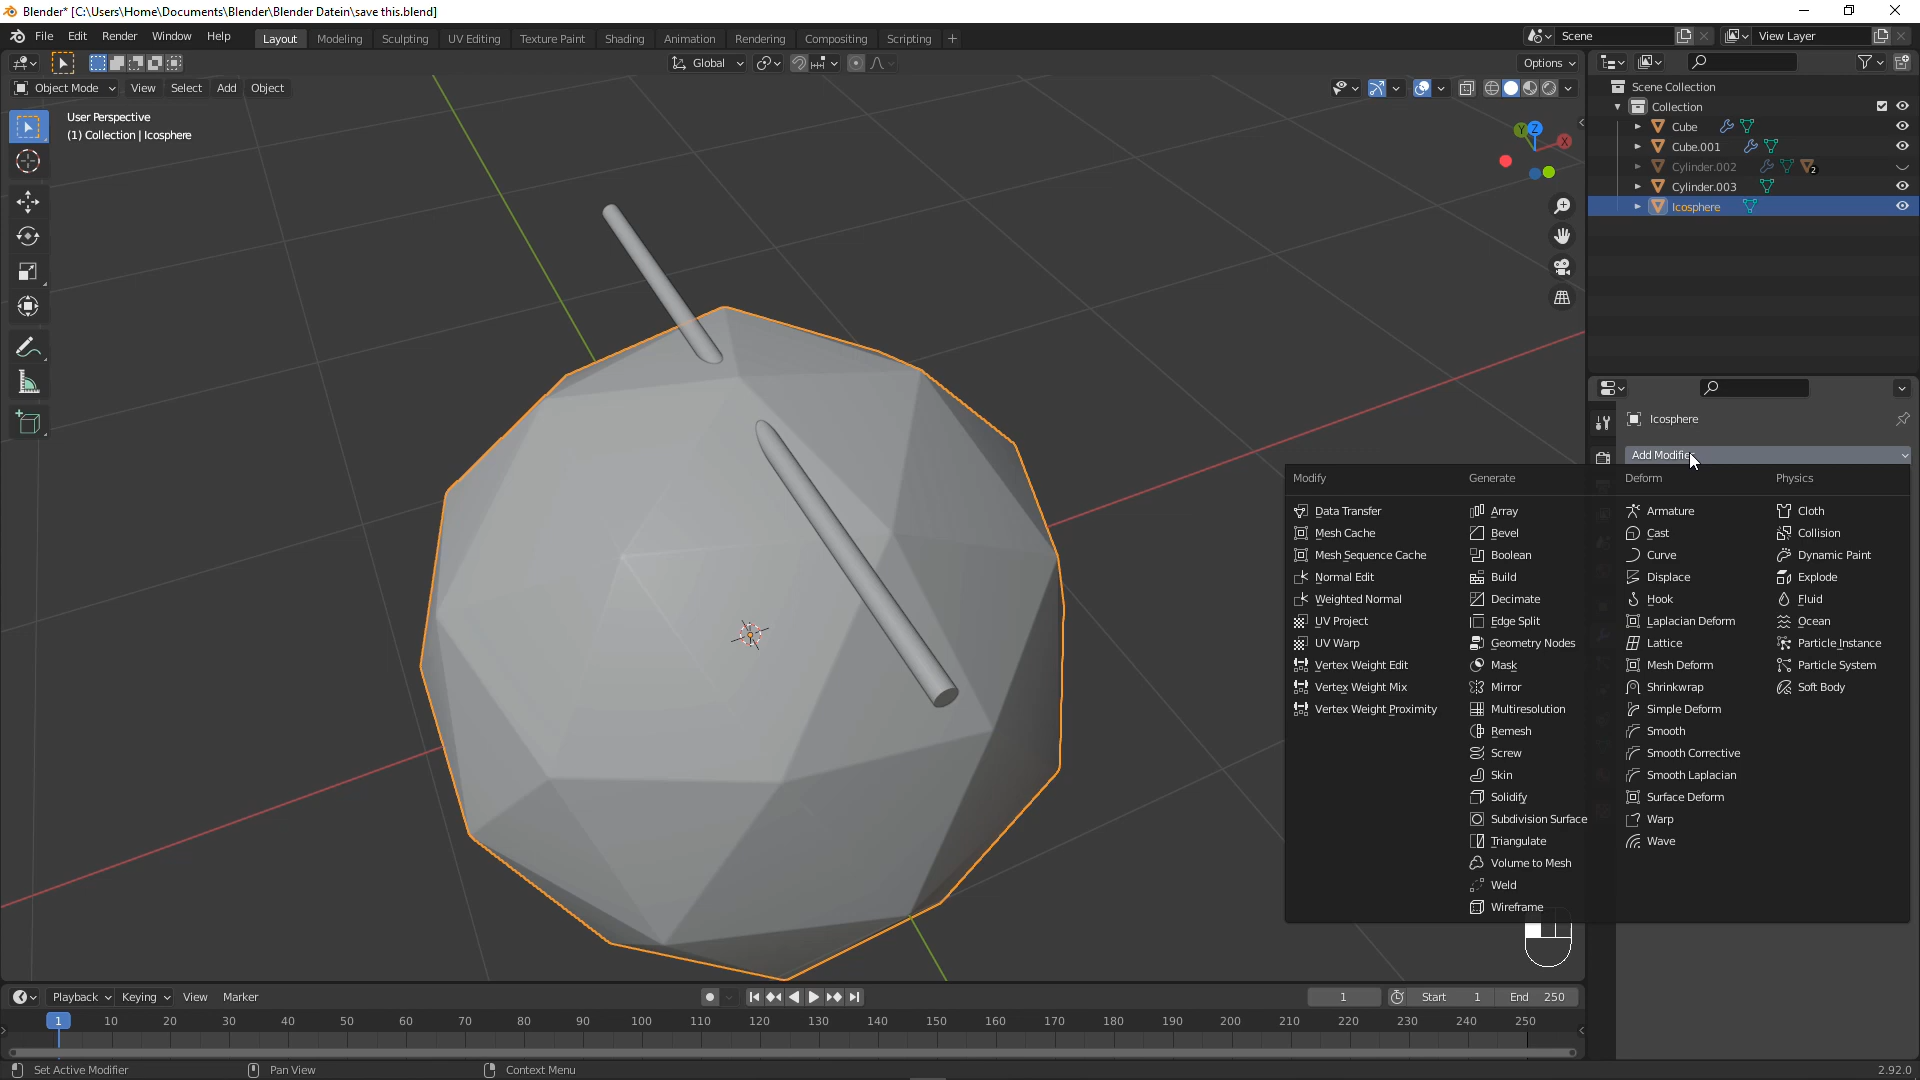 Blender* [C:\Users\Home\Documents\Blender\Blender Datein\save this.blend]
File Edit Render Window Help Layout Modeling Sculpting UV Editing Texture Paint Shading Animation Rendering Compositing Scripting + Scene View Layer
Global Options
Object Mode View Select Add Object
User Perspective
(1) Collection | Icosphere
Z Y X
Scene Collection
Collection
Cube
Cube.001
Cylinder.002 2
Cylinder.003
Icosphere
Icosphere
Add Modifier
Modify Generate Deform Physics
Data Transfer Array Armature Cloth
Mesh Cache Bevel Cast Collision
Mesh Sequence Cache Boolean Curve Dynamic Paint
Normal Edit Build Displace Explode
Weighted Normal Decimate Hook Fluid
UV Project Edge Split Laplacian Deform Ocean
UV Warp Geometry Nodes Lattice Particle Instance
Vertex Weight Edit Mask Mesh Deform Particle System
Vertex Weight Mix Mirror Shrinkwrap Soft Body
Vertex Weight Proximity Multiresolution Simple Deform
Remesh Smooth
Screw Smooth Corrective
Skin Smooth Laplacian
Solidify Surface Deform
Subdivision Surface Warp
Triangulate Wave
Volume to Mesh
Weld
Wireframe
Playback Keying View Marker 1 Start 1 End 250
1 10 20 30 40 50 60 70 80 90 100 110 120 130 140 150 160 170 180 190 200 210 220 230 240 250
Set Active Modifier Pan View Context Menu 2.92.0